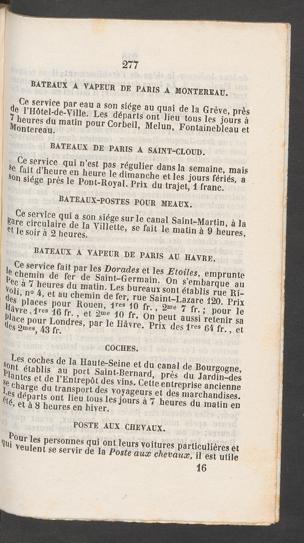 277
BATEAUX A VAPEUR DE PARIS A MONTEREAU.
Ce service par eau a son siége au quai de la Grève, près
de l'Hôtel-de-Ville. Les départs ont lieu tous les jours à
7 heures du matin pour Corbeil, Melun, Fontainebleau et
Montereau.
BATEAUX DE PARIS A SAINT-CLOUD.
Ce service qui n'est pas régulier dans la semaine, mais
se fait d'heure en heure le dimanche et les jours fériés, a
son siége près le Pont-Royal. Prix du trajet, 1 franc.
BATEAUX-POSTES POUR MEAUX.
Ce service qui a son siége sur le canal Saint-Martin, à la
gare circulaire de la Villette, se fait le matin à 9 heures,
et le soir à 2 heures.
BATEAUX A VAPEUR DE PARIS AU HAVRE.
Ce service fait par les Dorades et les Etoiles, emprunte
le chemin de fer de Saint-Germain. On s'embarque au
Pec à 7 heures du matin. Les bureaux sont établis rue Ri-
voli, nº 4, et au chemin de fer, rue Saint-Lazare 120. Prix
des places pour Rouen, 1res 10 fr., 2me 7 fr.; pour le
Hâvre, 1res 16 fr., et 2me 10 fr. On peut aussi retenir sa
place pour Londres, par le Hâvre. Prix des 1res 64 fr., et
des 2mes, 43 fr.
COCHES.
Les coches de la Haute-Seine et du canal de Bourgogne,
sont établis au port Saint-Bernard, près du Jardin-des
Plantes et de l'Entrepôt des vins. Cette entreprise ancienne
se charge du transport des voyageurs et des marchandises.
Les départs ont lieu tous les jours à 7 heures du matin en
été, et à 8 heures en hiver.
POSTE AUX CHEVAUX.
Pour les personnes qui ont leurs voitures particulières et
qui veulent se servir de la Poste aux chevaux, il est utile
16